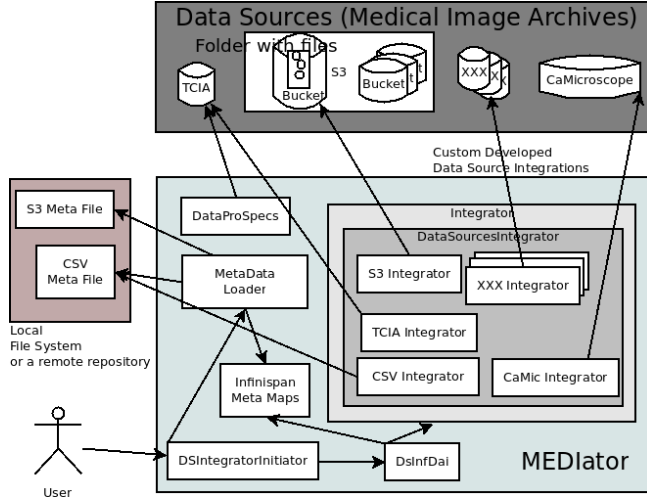 Data Sources (Medical Image Archives)
Folder with files
TCIA
Bucket
S3
Bucket
t
t
XXX
X
X
CaMicroscope
Custom Developed
Data Source Integrations
S3 Meta File
CSV
Meta File
Local
File System
or a remote repository
DataProSpecs
MetaData
Loader
Infinispan
Meta Maps
Integrator
DataSourcesIntegrator
S3 Integrator
XXX Integrator
TCIA Integrator
CSV Integrator
CaMic Integrator
DSIntegratorInitiator
DsInfDai
MEDIator
User